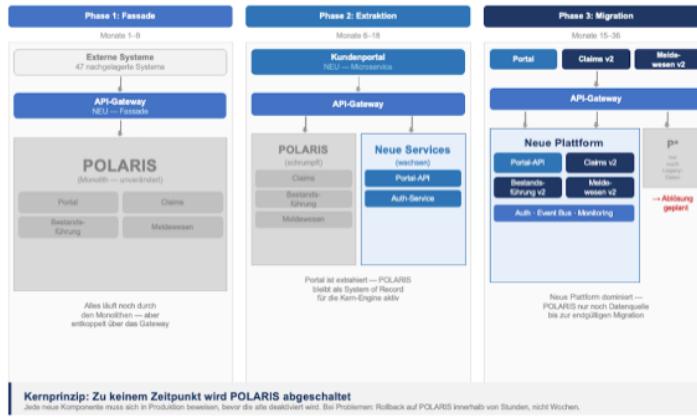 Phase 1: Fassade
Monate 1–8
Externe Systeme
47 nachgelagerte Systeme
API-Gateway
NEU — Fassade
POLARIS
(Monolith — unverändert)
Portal
Claims
Bestands-
führung
Meldewesen
Alles läuft noch durch
den Monolithen — aber
entkoppelt über das Gateway
Phase 2: Extraktion
Monate 6–18
Kundenportal
NEU — Microservice
API-Gateway
POLARIS
(schrumpft)
Claims
Bestands-
führung
Meldewesen
Neue Services
(wachsen)
Portal-API
Auth-Service
Portal ist extrahiert — POLARIS
bleibt als System of Record
für die Kern-Engine aktiv
Phase 3: Migration
Monate 15–36
Portal
Claims v2
Melde-
wesen v2
API-Gateway
Neue Plattform
Portal-API
Claims v2
Bestands-
führung v2
Melde-
wesen v2
Auth · Event Bus · Monitoring
P*
nur
noch
Legacy-
Daten
→ Ablösung
geplant
Neue Plattform dominiert —
POLARIS nur noch Datenquelle
bis zur endgültigen Migration
Kernprinzip: Zu keinem Zeitpunkt wird POLARIS abgeschaltet
Jede neue Komponente muss sich in Produktion beweisen, bevor die alte deaktiviert wird. Bei Problemen: Rollback auf POLARIS innerhalb von Stunden, nicht Wochen.